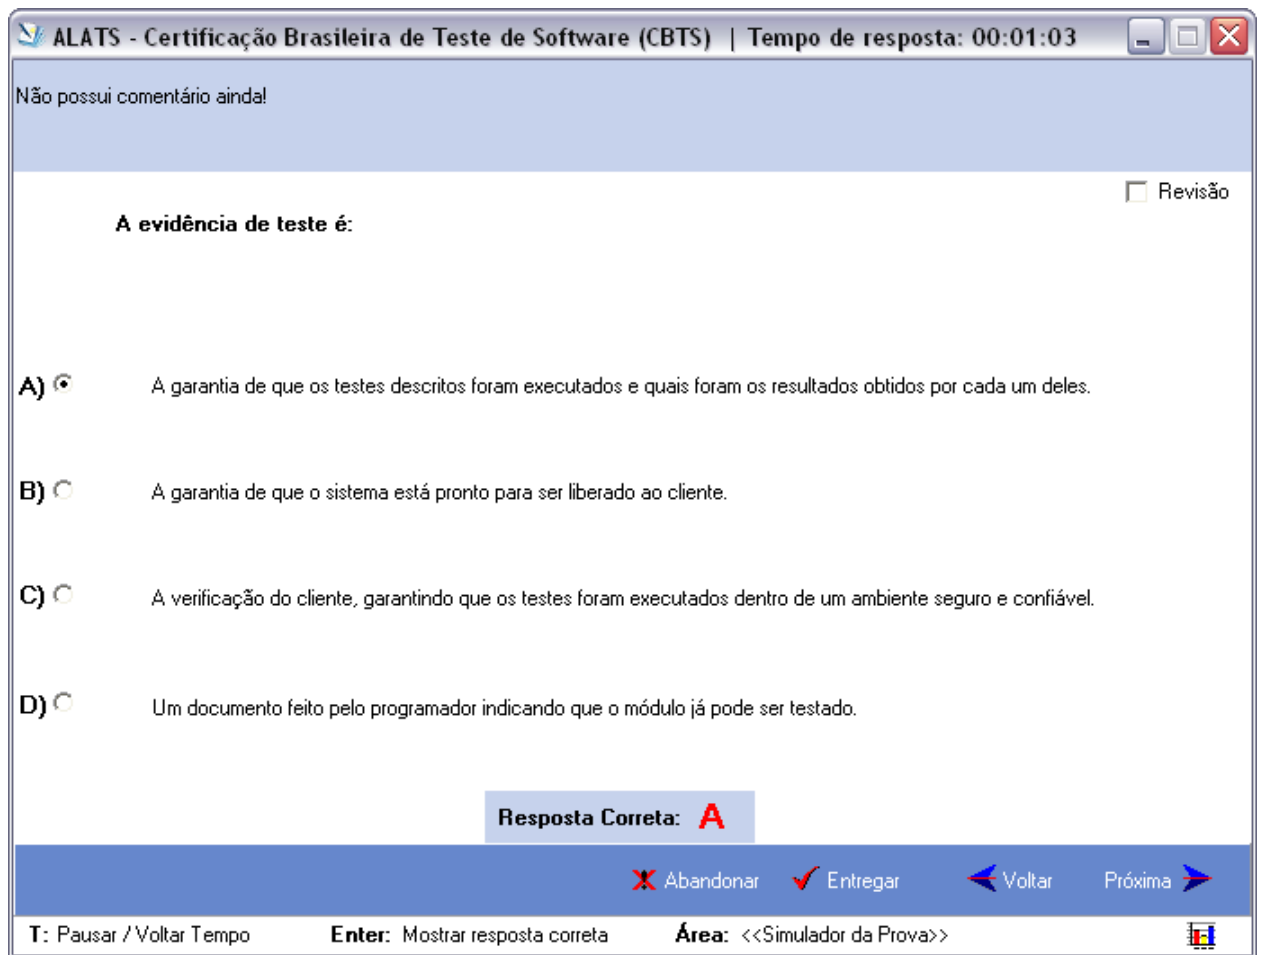 ALATS - Certificação Brasileira de Teste de Software (CBTS) | Tempo de resposta: 00:01:03
Não possui comentário ainda!
Revisão
A evidência de teste é:
A) A garantia de que os testes descritos foram executados e quais foram os resultados obtidos por cada um deles.
B) A garantia de que o sistema está pronto para ser liberado ao cliente.
C) A verificação do cliente, garantindo que os testes foram executados dentro de um ambiente seguro e confiável.
D) Um documento feito pelo programador indicando que o módulo já pode ser testado.
Resposta Correta: A
Abandonar Entregar Voltar Próxima
T: Pausar / Voltar Tempo Enter: Mostrar resposta correta Área: <<Simulador da Prova>>